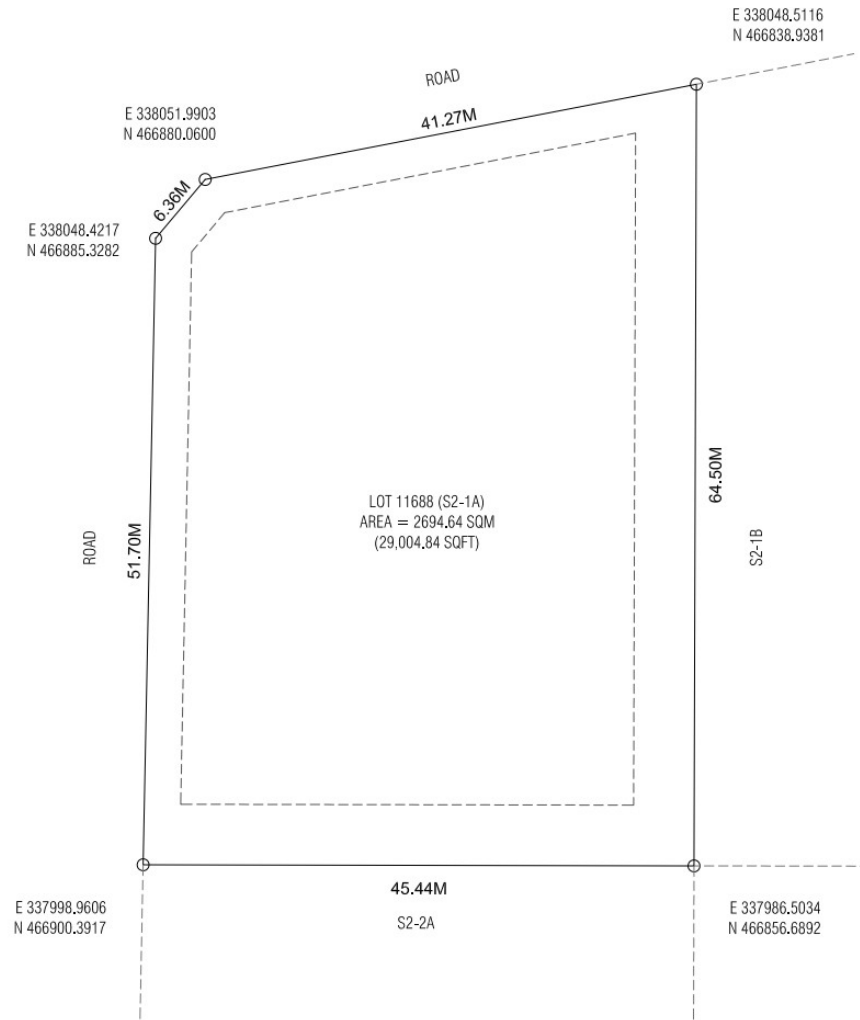 E 338048.5116
N 466838.9381
ROAD
E 338051.9903
N 466880.0600
41.27M
6.36M
E 338048.4217
N 466885.3282
LOT 11688 (S2-1A)
AREA = 2694.64 SQM
(29,004.84 SQFT)
64.50M
S2-1B
ROAD
51.70M
45.44M
E 337998.9606
N 466900.3917
S2-2A
E 337986.5034
N 466856.6892